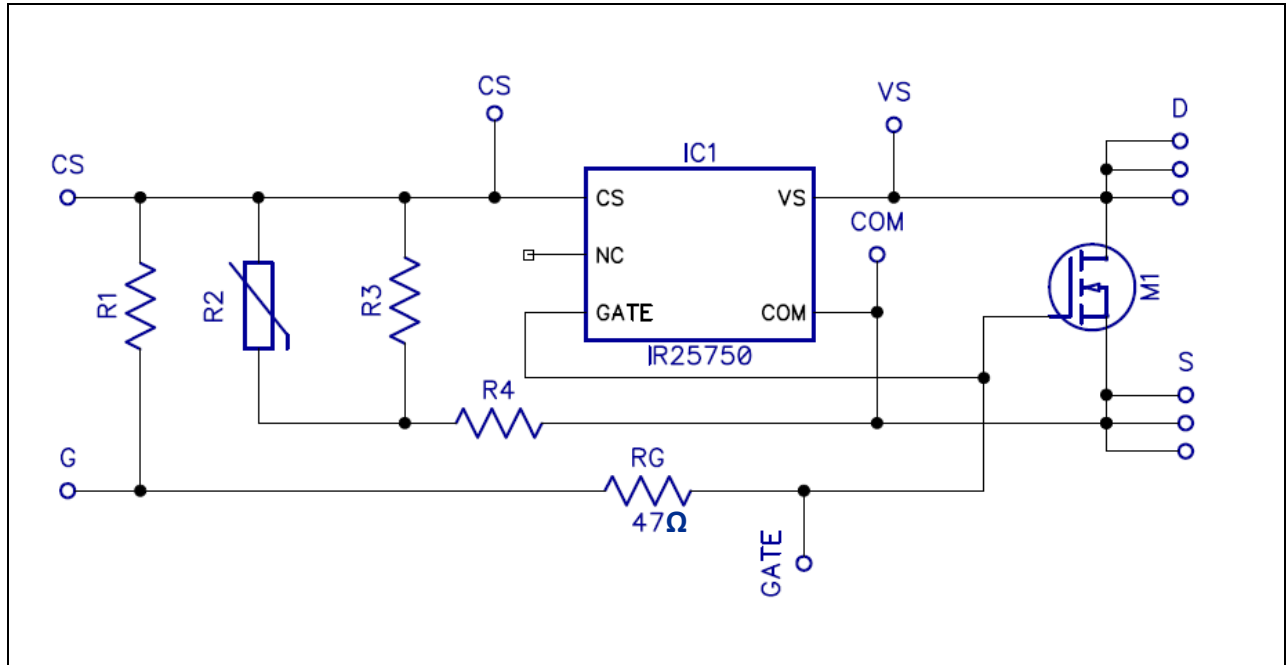 CS
VS
D
CS
IC1
CS
VS
COM
NC
R1
R2
R3
M1
GATE
COM
IR25750
S
R4
G
RG
47Ω
GATE